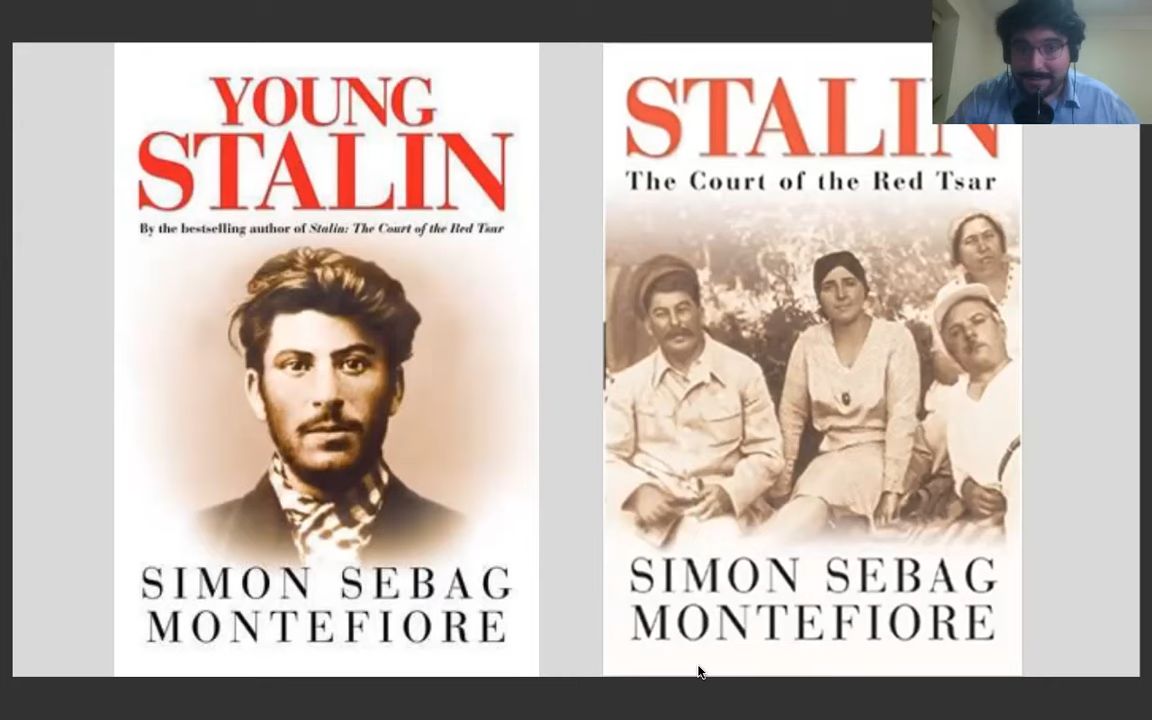 YOUNG
STALIN
By the bestselling author of Stalin: The Court of the Red Tsar
SIMON SEBAG
MONTEFIORE
STALIN
The Court of the Red Tsar
SIMON SEBAG
MONTEFIORE